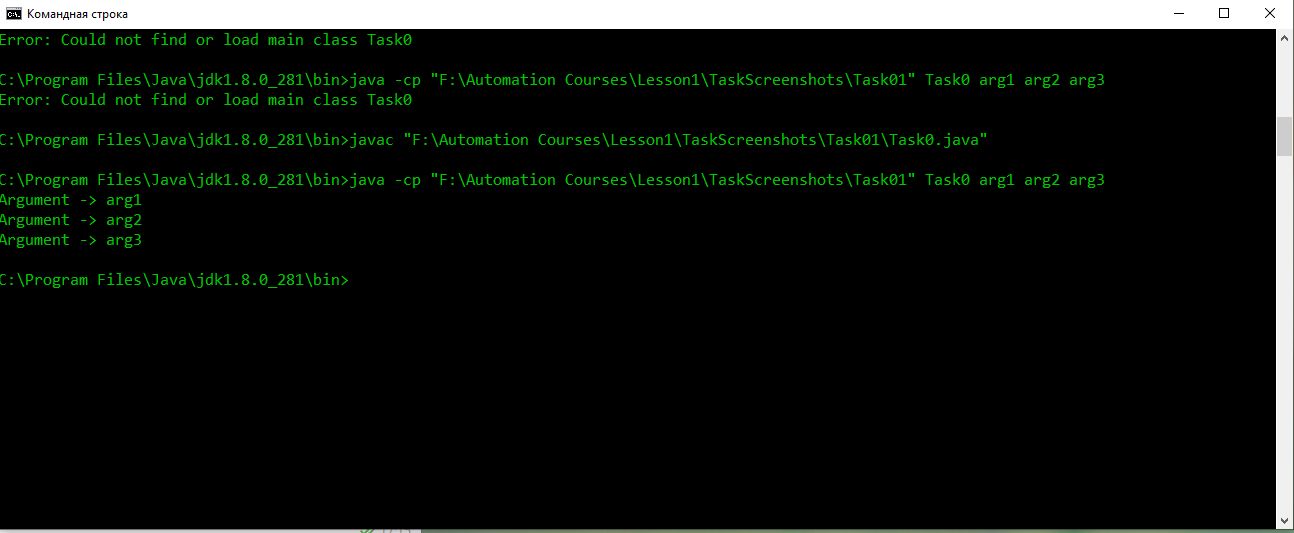 Командная строка
Error: Could not find or load main class Task0
C:\Program Files\Java\jdk1.8.0_281\bin>java -cp "F:\Automation Courses\Lesson1\TaskScreenshots\Task01" Task0 arg1 arg2 arg3
Error: Could not find or load main class Task0
C:\Program Files\Java\jdk1.8.0_281\bin>javac "F:\Automation Courses\Lesson1\TaskScreenshots\Task01\Task0.java"
C:\Program Files\Java\jdk1.8.0_281\bin>java -cp "F:\Automation Courses\Lesson1\TaskScreenshots\Task01" Task0 arg1 arg2 arg3
Argument -> arg1
Argument -> arg2
Argument -> arg3
C:\Program Files\Java\jdk1.8.0_281\bin>